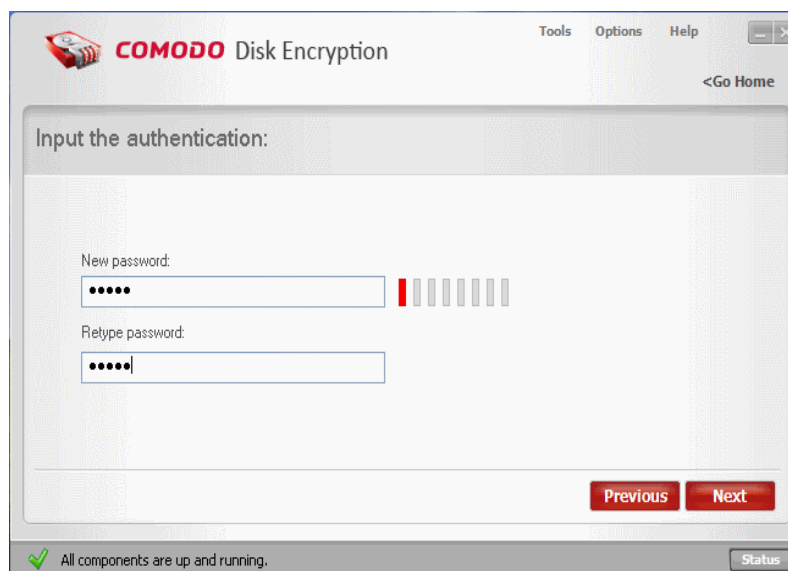 Tools Options Help
COMODO Disk Encryption
<Go Home
Input the authentication:
New password:
•••••
Retype password:
•••••
Previous Next
All components are up and running.
Status